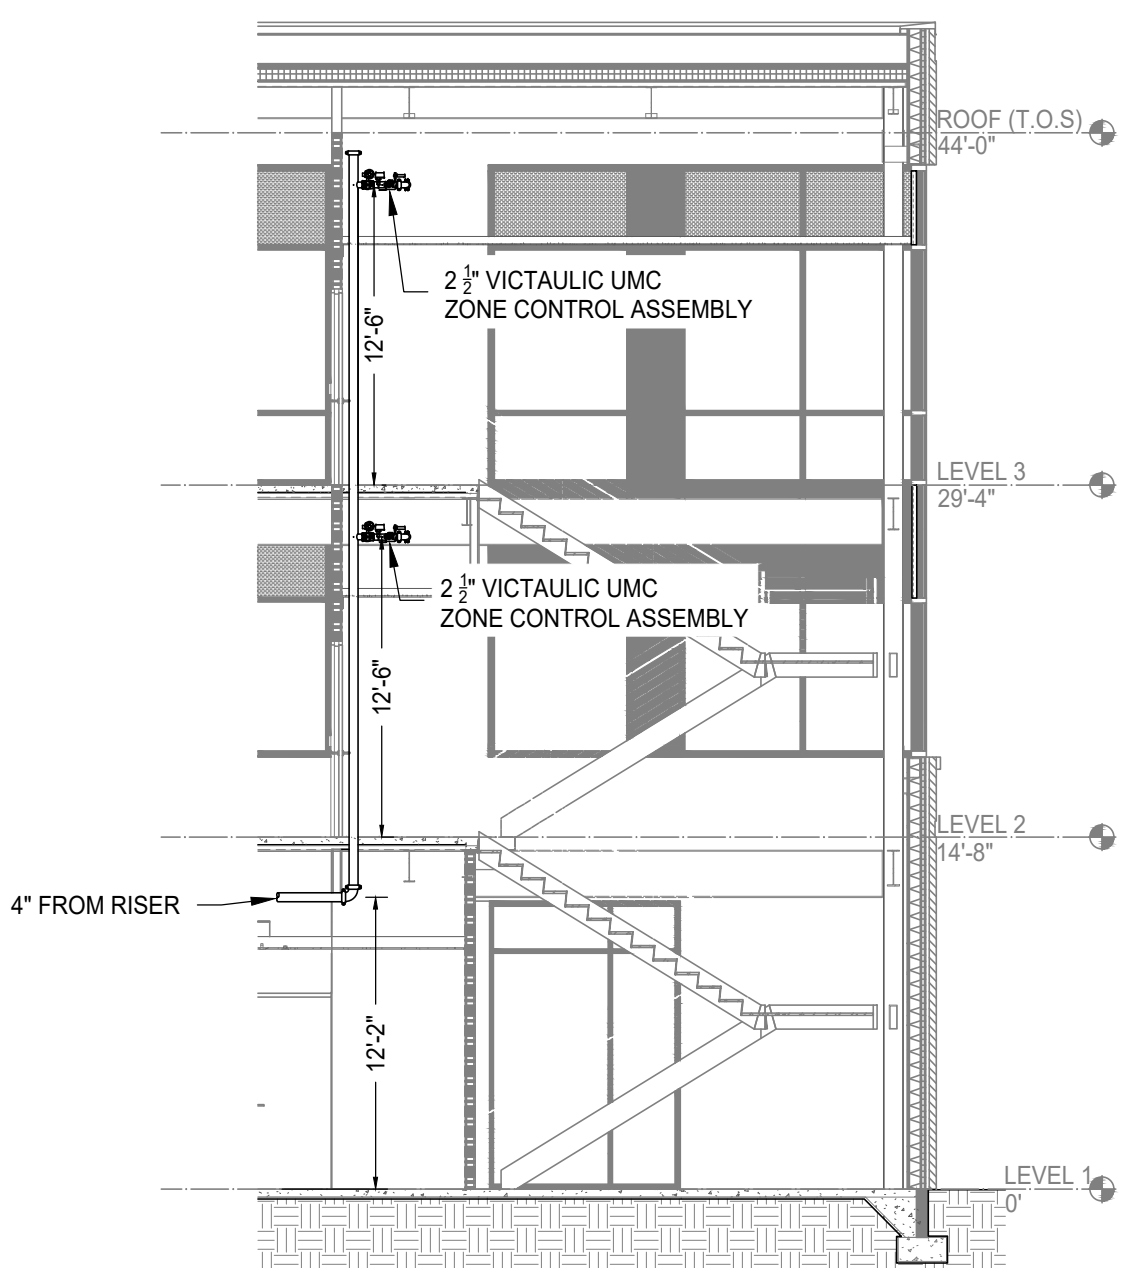 ROOF (T.O.S)
44'-0"
2 1/2" VICTAULIC UMC
ZONE CONTROL ASSEMBLY
12'-6"
LEVEL 3
29'-4"
2 1/2" VICTAULIC UMC
ZONE CONTROL ASSEMBLY
12'-6"
LEVEL 2
14'-8"
4" FROM RISER
12'-2"
LEVEL 1
0'